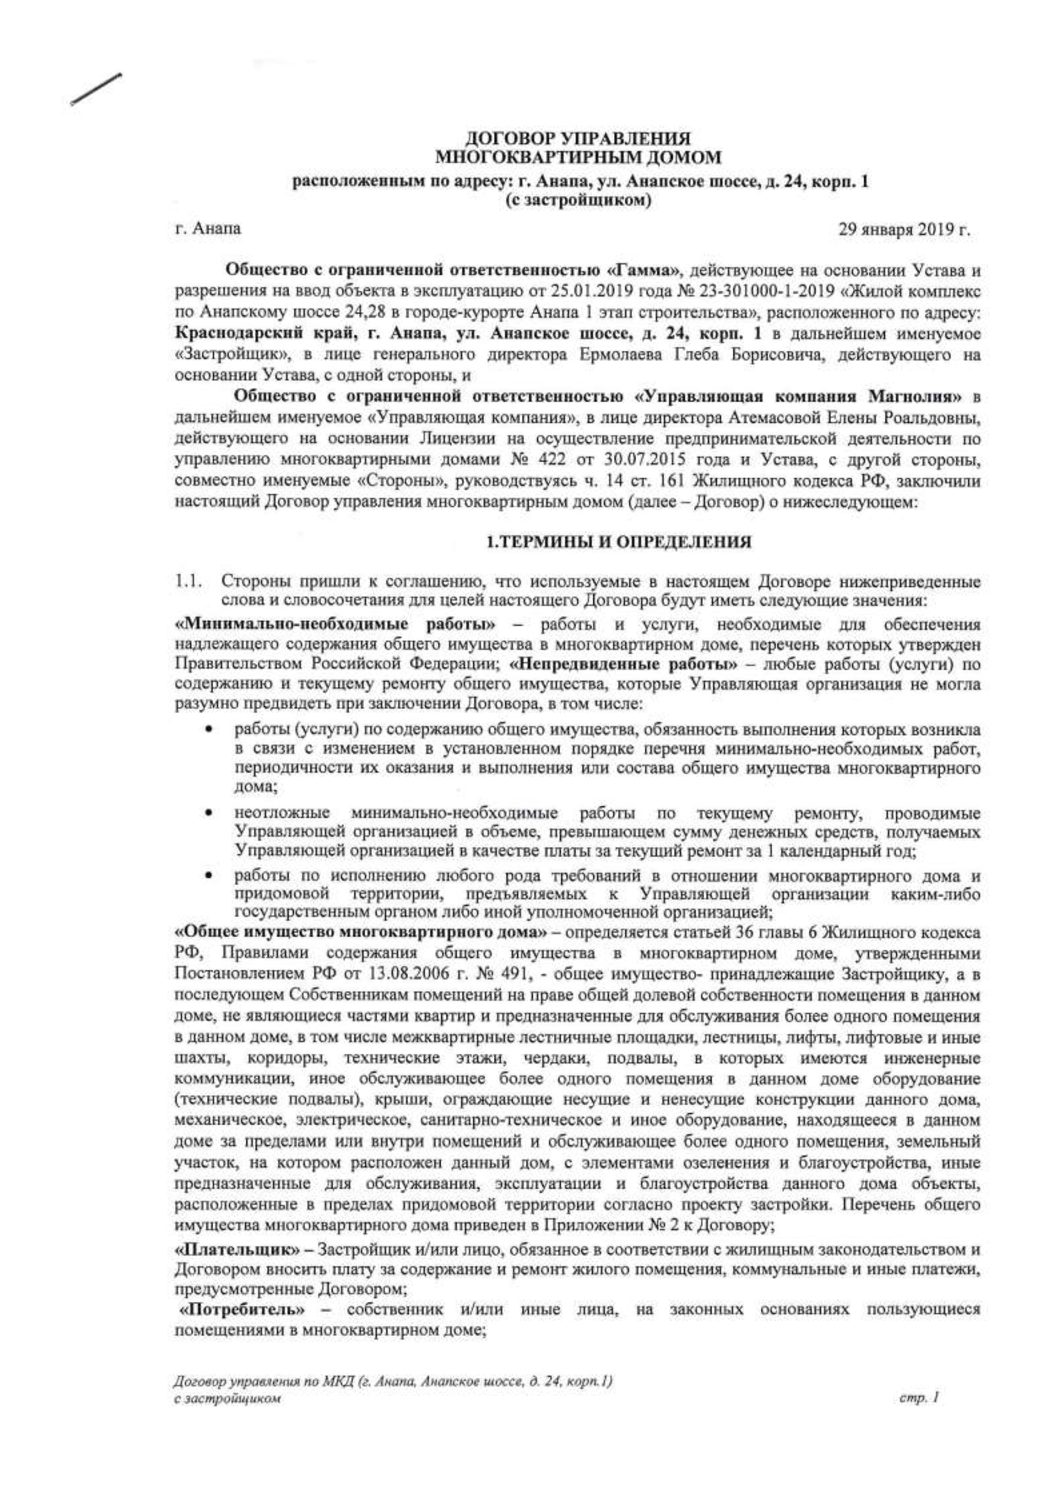 ДОГОВОР УПРАВЛЕНИЯ
МНОГОКВАРТИРНЫМ ДОМОМ
расположенным по адресу: г. Анапа, ул. Анапское шоссе, д. 24, корп. 1
(с застройщиком)
г. Анапа 29 января 2019 г.
Общество с ограниченной ответственностью «Гамма», действующее на основании Устава и
разрешения на ввод объекта в эксплуатацию от 25.01.2019 года № 23-301000-1-2019 «Жилой комплекс
по Анапскому шоссе 24,28 в городе-курорте Анапа 1 этап строительства», расположенного по адресу:
Краснодарский край, г. Анапа, ул. Анапское шоссе, д. 24, корп. 1 в дальнейшем именуемое
«Застройщик», в лице генерального директора Ермолаева Глеба Борисовича, действующего на
основании Устава, с одной стороны, и
Общество с ограниченной ответственностью «Управляющая компания Магнолия» в
дальнейшем именуемое «Управляющая компания», в лице директора Атемасовой Елены Роальдовны,
действующего на основании Лицензии на осуществление предпринимательской деятельности по
управлению многоквартирными домами № 422 от 30.07.2015 года и Устава, с другой стороны,
совместно именуемые «Стороны», руководствуясь ч. 14 ст. 161 Жилищного кодекса РФ, заключили
настоящий Договор управления многоквартирным домом (далее – Договор) о нижеследующем:
1.ТЕРМИНЫ И ОПРЕДЕЛЕНИЯ
1.1. Стороны пришли к соглашению, что используемые в настоящем Договоре нижеприведенные
слова и словосочетания для целей настоящего Договора будут иметь следующие значения:
«Минимально-необходимые работы» – работы и услуги, необходимые для обеспечения
надлежащего содержания общего имущества в многоквартирном доме, перечень которых утвержден
Правительством Российской Федерации; «Непредвиденные работы» – любые работы (услуги) по
содержанию и текущему ремонту общего имущества, которые Управляющая организация не могла
разумно предвидеть при заключении Договора, в том числе:
• работы (услуги) по содержанию общего имущества, обязанность выполнения которых возникла
в связи с изменением в установленном порядке перечня минимально-необходимых работ,
периодичности их оказания и выполнения или состава общего имущества многоквартирного
дома;
• неотложные минимально-необходимые работы по текущему ремонту, проводимые
Управляющей организацией в объеме, превышающем сумму денежных средств, получаемых
Управляющей организацией в качестве платы за текущий ремонт за 1 календарный год;
• работы по исполнению любого рода требований в отношении многоквартирного дома и
придомовой территории, предъявляемых к Управляющей организации каким-либо
государственным органом либо иной уполномоченной организацией;
«Общее имущество многоквартирного дома» – определяется статьей 36 главы 6 Жилищного кодекса
РФ, Правилами содержания общего имущества в многоквартирном доме, утвержденными
Постановлением РФ от 13.08.2006 г. № 491, - общее имущество- принадлежащие Застройщику, а в
последующем Собственникам помещений на праве общей долевой собственности помещения в данном
доме, не являющиеся частями квартир и предназначенные для обслуживания более одного помещения
в данном доме, в том числе межквартирные лестничные площадки, лестницы, лифты, лифтовые и иные
шахты, коридоры, технические этажи, чердаки, подвалы, в которых имеются инженерные
коммуникации, иное обслуживающее более одного помещения в данном доме оборудование
(технические подвалы), крыши, ограждающие несущие и ненесущие конструкции данного дома,
механическое, электрическое, санитарно-техническое и иное оборудование, находящееся в данном
доме за пределами или внутри помещений и обслуживающее более одного помещения, земельный
участок, на котором расположен данный дом, с элементами озеленения и благоустройства, иные
предназначенные для обслуживания, эксплуатации и благоустройства данного дома объекты,
расположенные в пределах придомовой территории согласно проекту застройки. Перечень общего
имущества многоквартирного дома приведен в Приложении № 2 к Договору;
«Плательщик» – Застройщик и/или лицо, обязанное в соответствии с жилищным законодательством и
Договором вносить плату за содержание и ремонт жилого помещения, коммунальные и иные платежи,
предусмотренные Договором;
«Потребитель» – собственник и/или иные лица, на законных основаниях пользующиеся
помещениями в многоквартирном доме;
Договор управления по МКД (г. Анапа, Анапское шоссе, д. 24, корп.1)
с застройщиком стр. 1